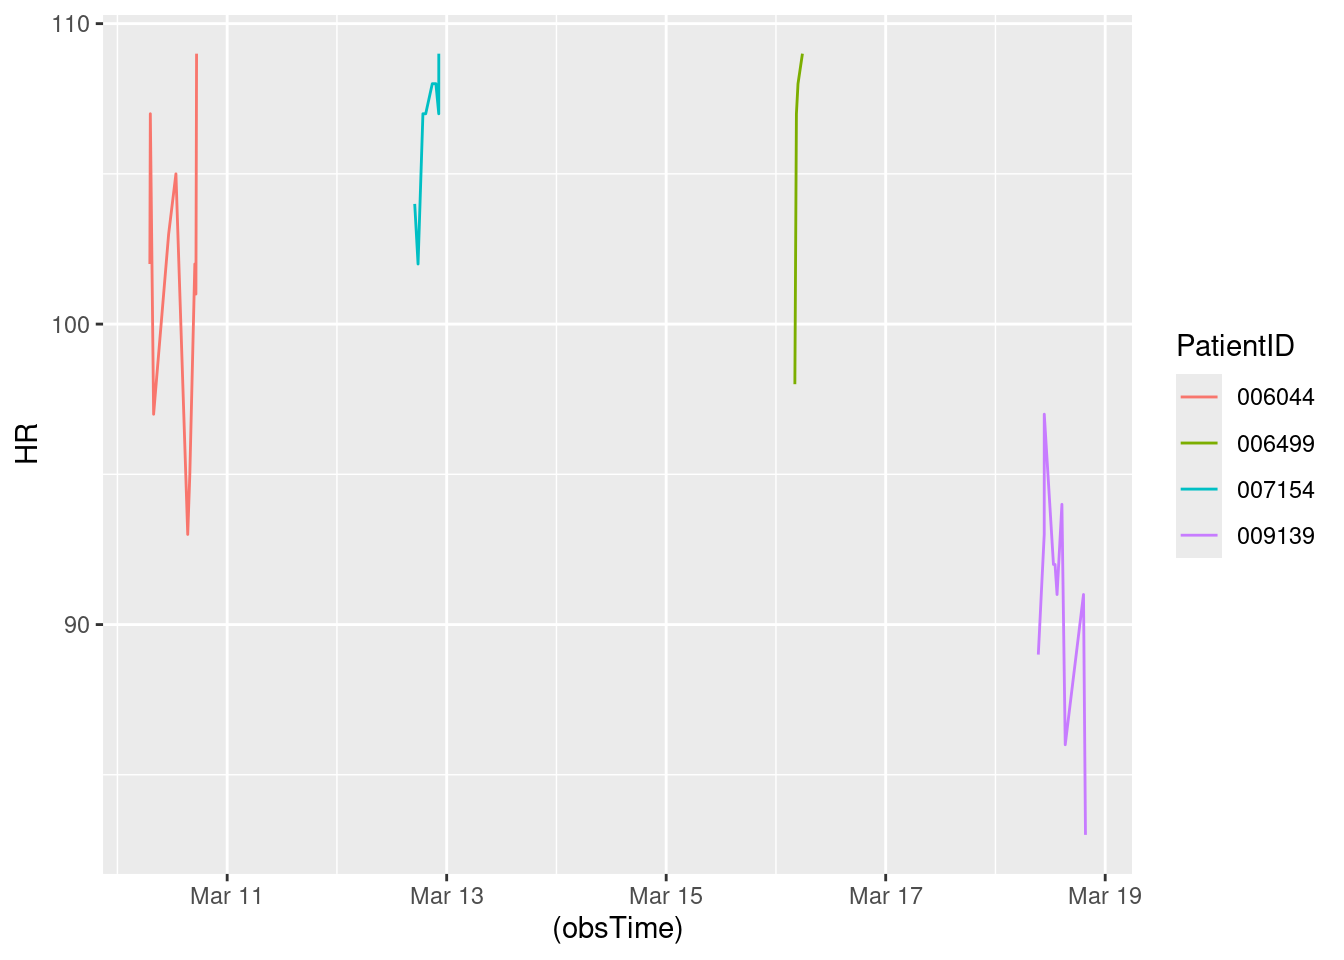 110
100
90
HR
Mar 11
Mar 13
Mar 15
Mar 17
Mar 19
(obsTime)
PatientID
006044
006499
007154
009139